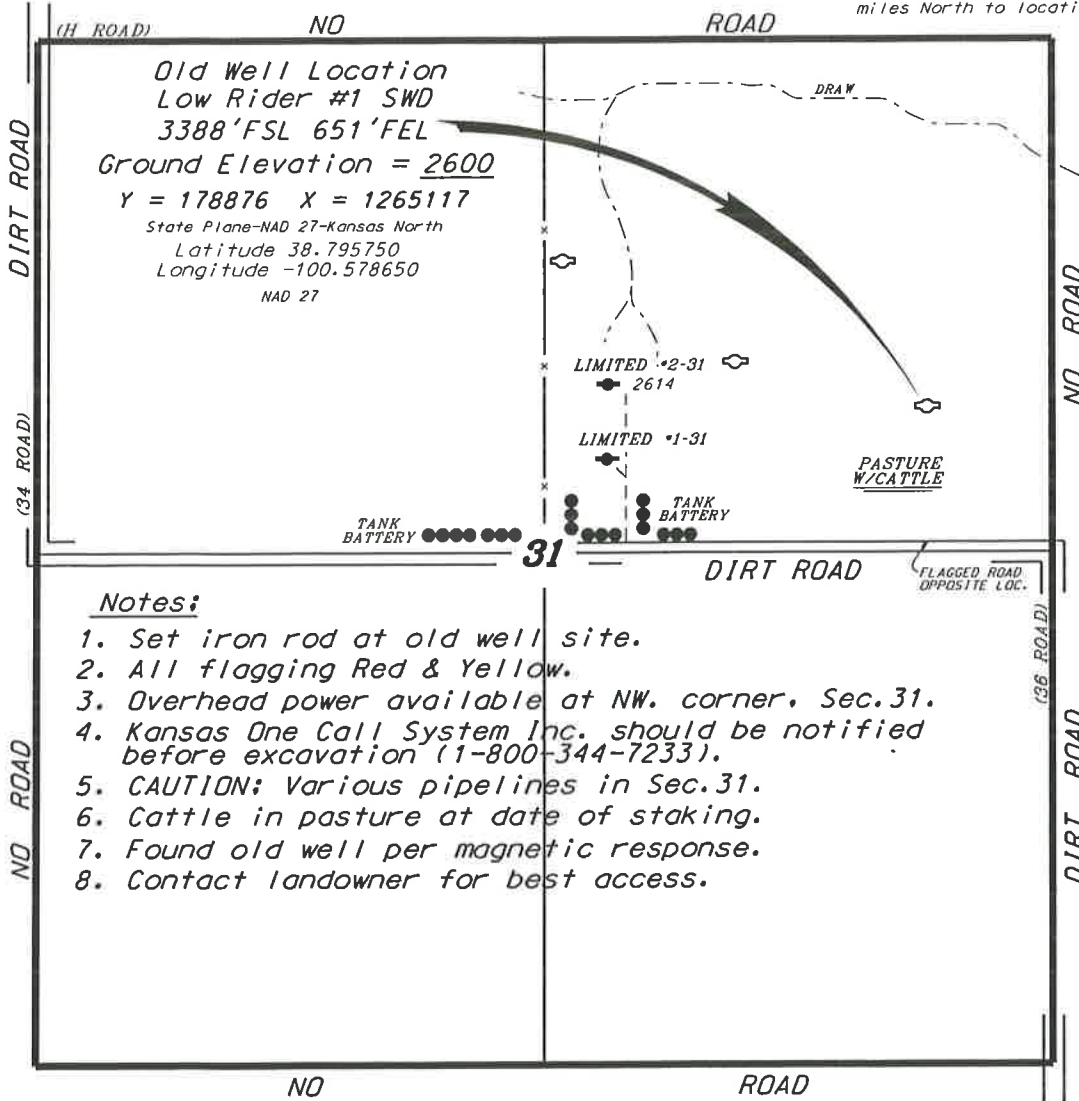 miles North to locati
(H ROAD)
NO
ROAD
Old Well Location
Low Rider #1 SWD
3388'FSL 651'FEL
Ground Elevation = 2600
Y = 178876 X = 1265117
State Plane-NAD 27-Kansas North
Latitude 38.795750
Longitude -100.578650
NAD 27
DRAW
DIRT ROAD
NO ROAD
LIMITED #2-31
2614
LIMITED #1-31
(34 ROAD)
PASTURE
W/CATTLE
TANK
BATTERY
TANK
BATTERY
31
DIRT ROAD
FLAGGED ROAD
OPPOSITE LOC.
(36 ROAD)
Notes:
1. Set iron rod at old well site.
2. All flagging Red & Yellow.
3. Overhead power available at NW. corner, Sec.31.
4. Kansas One Call System Inc. should be notified
before excavation (1-800-344-7233).
5. CAUTION: Various pipelines in Sec.31.
6. Cattle in pasture at date of staking.
7. Found old well per magnetic response.
8. Contact landowner for best access.
NO ROAD
DIRT ROAD
NO
ROAD